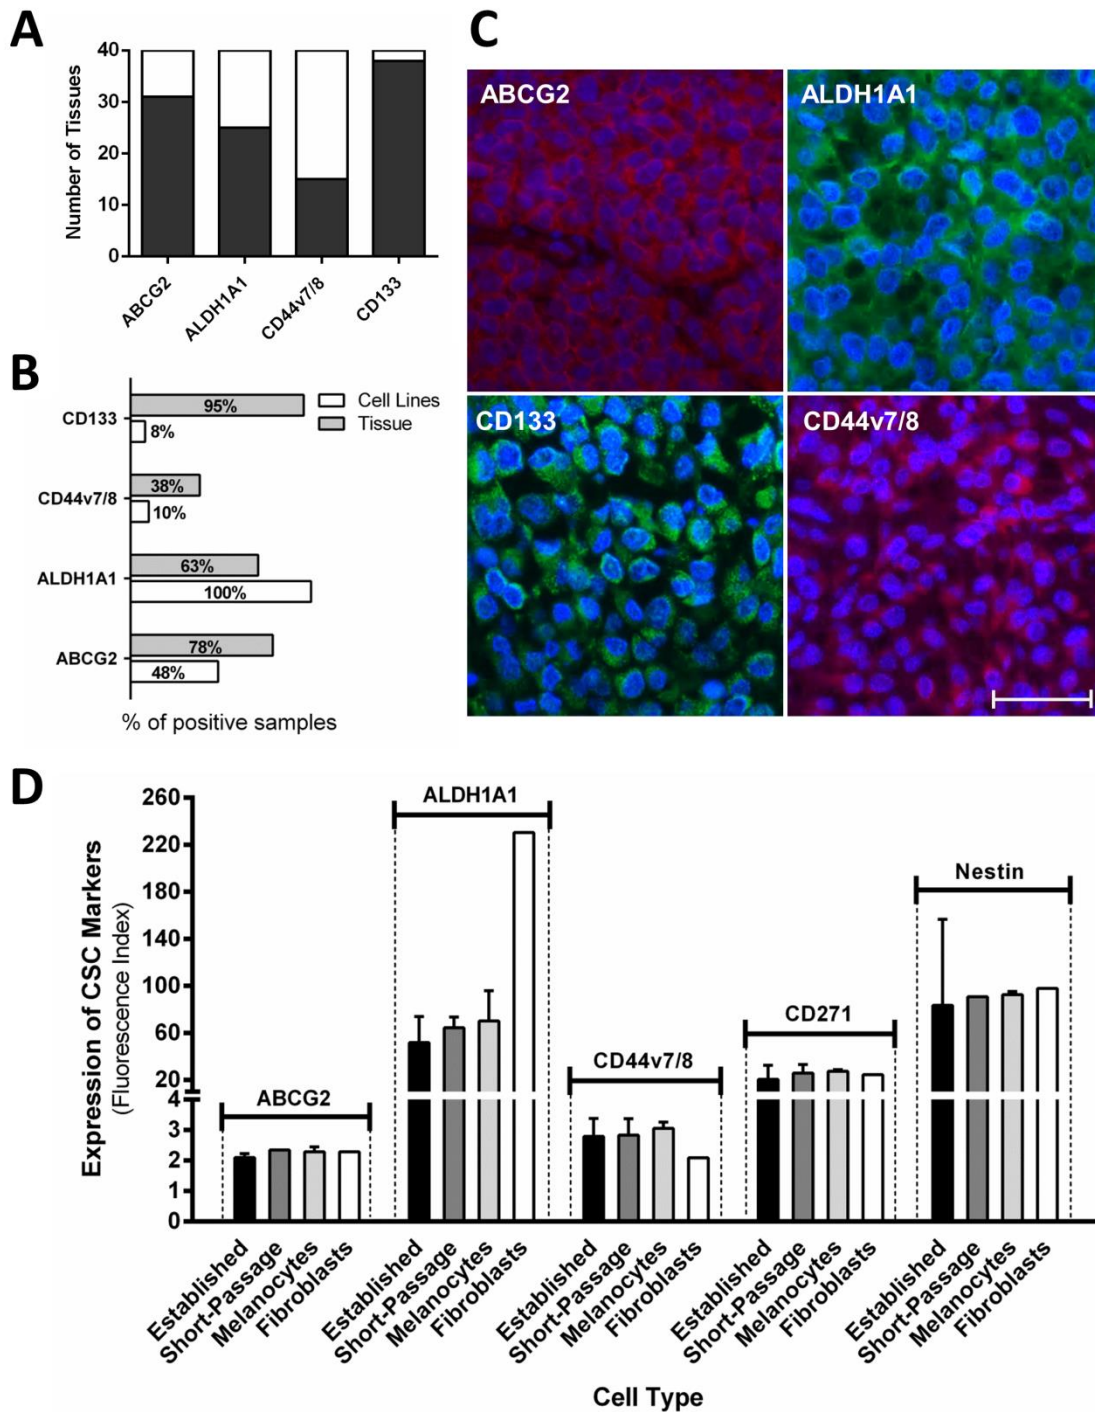 A
40
30
20
10
0
Number of Tissues
ABCG2
ALDH1A1
CD44v7/8
CD133
B
CD133
95%
8%
Cell Lines
Tissue
CD44v7/8
38%
10%
ALDH1A1
63%
100%
ABCG2
78%
48%
% of positive samples
C
ABCG2
ALDH1A1
CD133
CD44v7/8
D
Expression of CSC Markers
(Fluorescence Index)
260
220
180
140
100
60
20
4
3
2
1
0
ABCG2
ALDH1A1
CD44v7/8
CD271
Nestin
Established
Short-Passage
Melanocytes
Fibroblasts
Established
Short-Passage
Melanocytes
Fibroblasts
Established
Short-Passage
Melanocytes
Fibroblasts
Established
Short-Passage
Melanocytes
Fibroblasts
Established
Short-Passage
Melanocytes
Fibroblasts
Cell Type